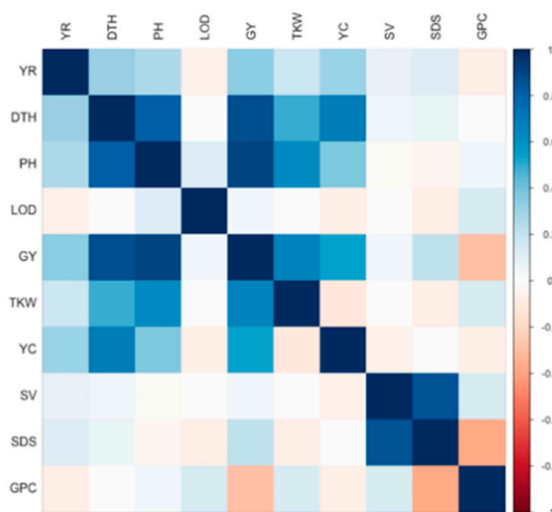 YR DTH PH LOD GY TKW YC SV SDS GPC
YR
DTH
PH
LOD
GY
TKW
YC
SV
SDS
GPC
1
0